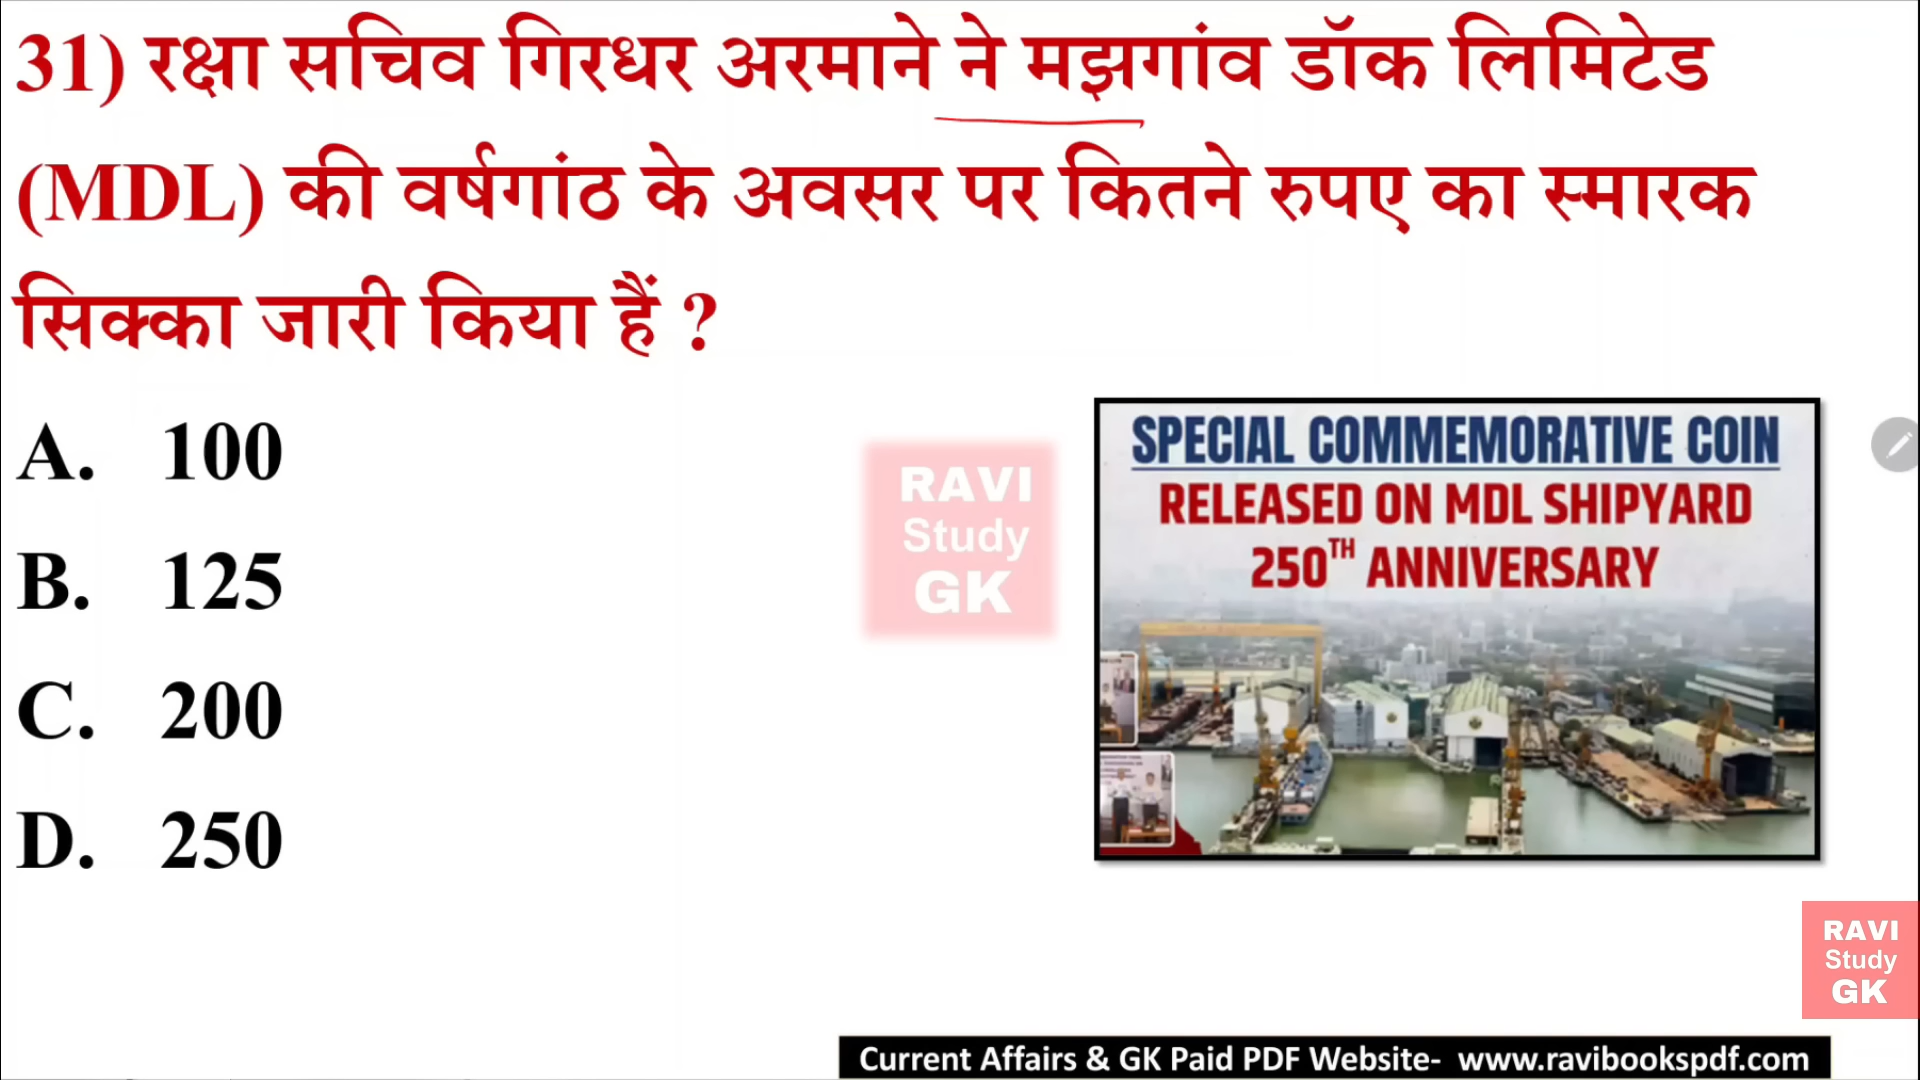 31) रक्षा सचिव गिरधर अरमाने ने मझगांव डॉक लिमिटेड
(MDL) की वर्षगांठ के अवसर पर कितने रुपए का स्मारक
सिक्का जारी किया हैं ?
A. 100
B. 125
C. 200
D. 250
RAVI
Study
GK
SPECIAL COMMEMORATIVE COIN
RELEASED ON MDL SHIPYARD
250TH ANNIVERSARY
RAVI
Study
GK
Current Affairs & GK Paid PDF Website- www.ravibookspdf.com